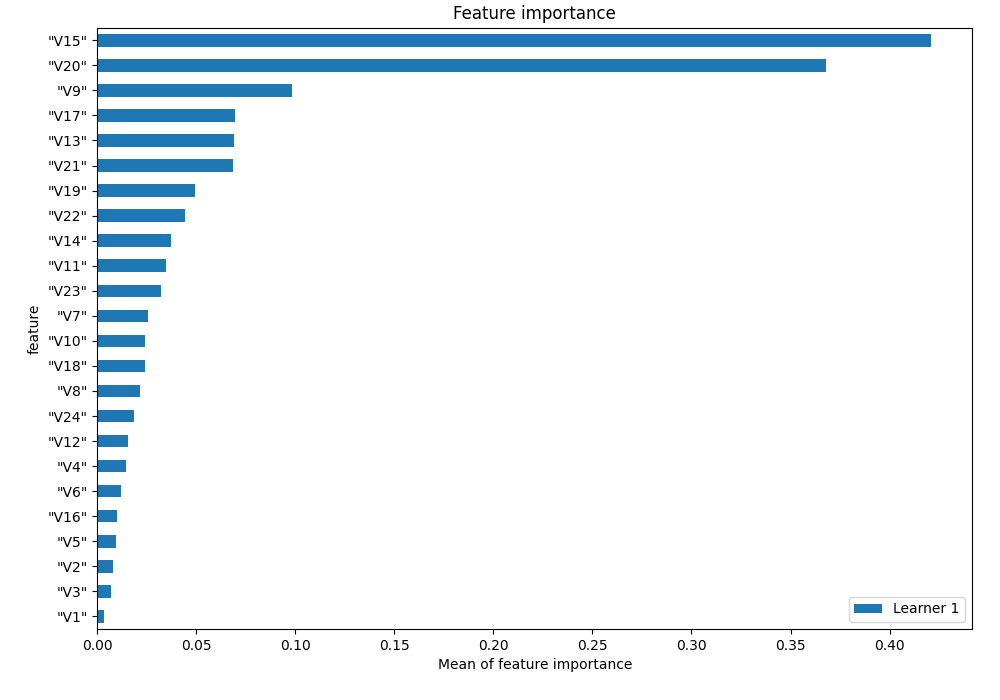 Feature importance
"V15"
"V20"
"V9"
"V17"
"V13"
"V21"
"V19"
"V22"
"V14"
"V11"
"V23"
"V7"
"V10"
"V18"
"V8"
"V24"
"V12"
"V4"
"V6"
"V16"
"V5"
"V2"
"V3"
"V1"
feature
Learner 1
0.00 0.05 0.10 0.15 0.20 0.25 0.30 0.35 0.40
Mean of feature importance